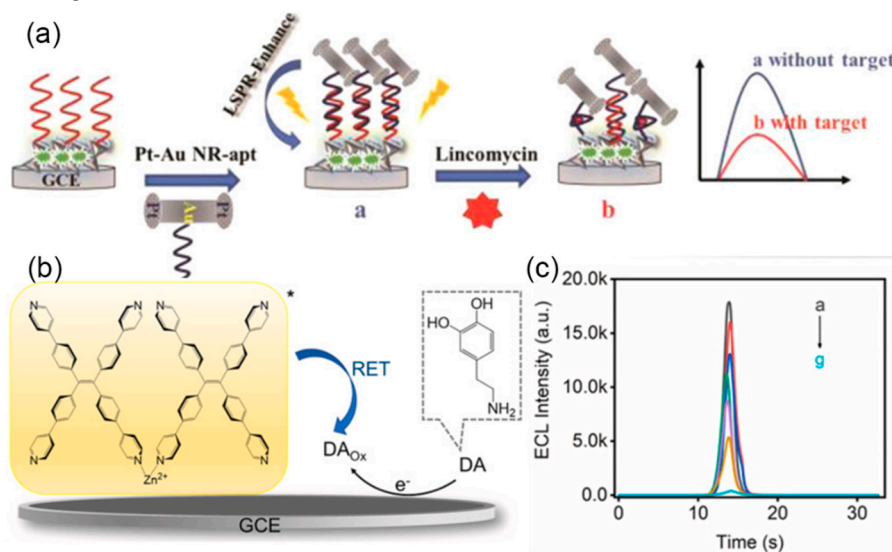 (a)
LSPR-Enhance
a without target
b with target
Pt-Au NR-apt
Lincomycin
GCE
Pt Au Pt
a
b
(b)
(c)
*
N N N N
HO OH
RET
NH₂
DA_Ox
DA
e⁻
N N N N
Zn²⁺
GCE
20.0k
15.0k
10.0k
5.0k
0.0
ECL Intensity (a.u.)
a
g
0 10 20 30
Time (s)